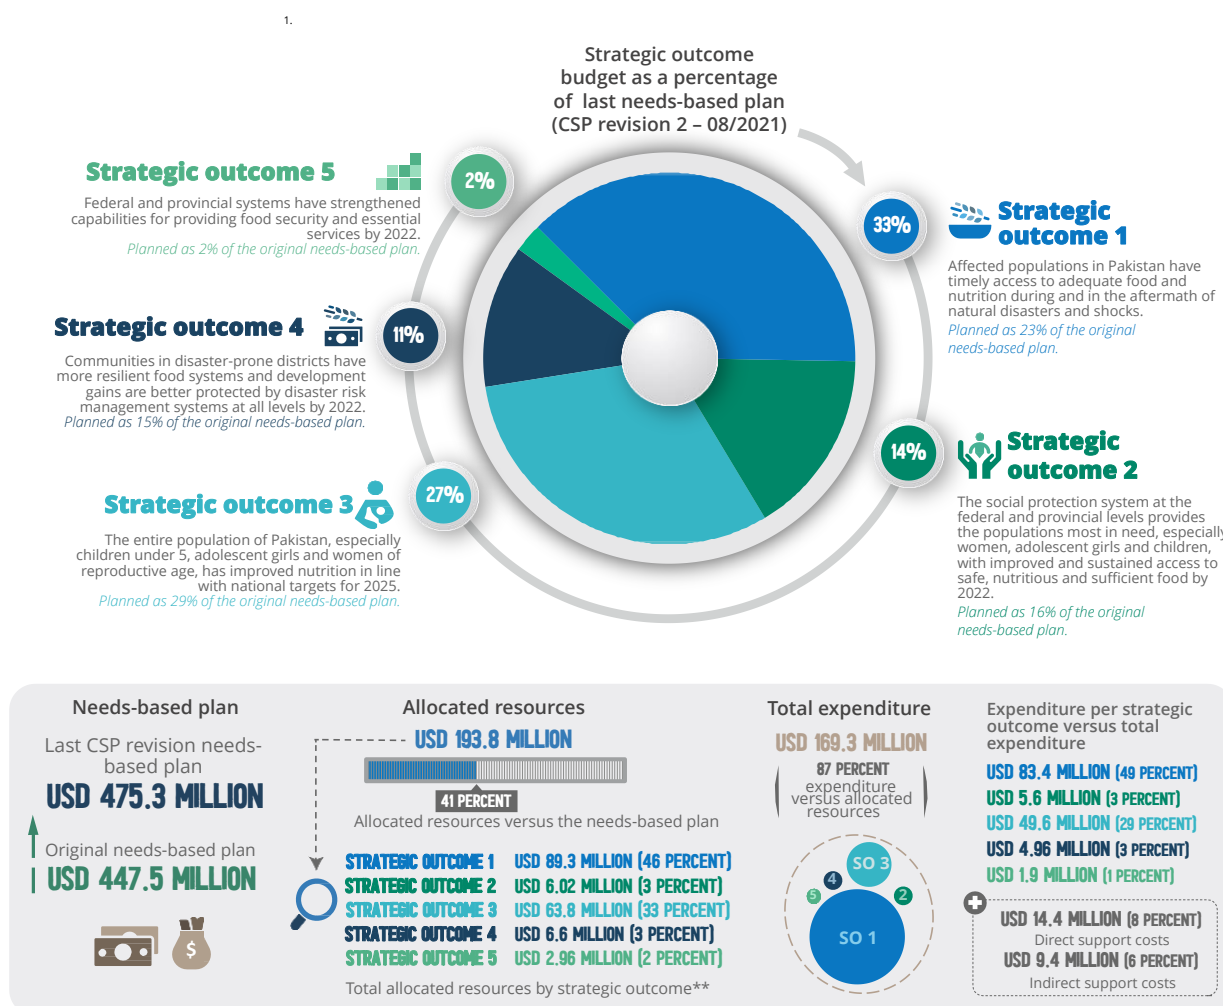 1.
Strategic outcome
budget as a percentage
of last needs-based plan
(CSP revision 2 – 08/2021)
33%
Strategic
outcome 1
Affected populations in Pakistan have
timely access to adequate food and
nutrition during and in the aftermath of
natural disasters and shocks.
Planned as 23% of the original
needs-based plan.
14%
Strategic
outcome 2
The social protection system at the
federal and provincial levels provides
the populations most in need, especially
women, adolescent girls and children,
with improved and sustained access to
safe, nutritious and sufficient food by
2022.
Planned as 16% of the original
needs-based plan.
27%
Strategic outcome 3
The entire population of Pakistan, especially
children under 5, adolescent girls and women of
reproductive age, has improved nutrition in line
with national targets for 2025.
Planned as 29% of the original needs-based plan.
11%
Strategic outcome 4
Communities in disaster-prone districts have
more resilient food systems and development
gains are better protected by disaster risk
management systems at all levels by 2022.
Planned as 15% of the original needs-based plan.
2%
Strategic outcome 5
Federal and provincial systems have strengthened
capabilities for providing food security and essential
services by 2022.
Planned as 2% of the original needs-based plan.
Needs-based plan
Last CSP revision needs-
based plan
USD 475.3 MILLION
Original needs-based plan
USD 447.5 MILLION
$
Allocated resources
USD 193.8 MILLION
41 PERCENT
Allocated resources versus the needs-based plan
STRATEGIC OUTCOME 1 USD 89.3 MILLION (46 PERCENT)
STRATEGIC OUTCOME 2 USD 6.02 MILLION (3 PERCENT)
STRATEGIC OUTCOME 3 USD 63.8 MILLION (33 PERCENT)
STRATEGIC OUTCOME 4 USD 6.6 MILLION (3 PERCENT)
STRATEGIC OUTCOME 5 USD 2.96 MILLION (2 PERCENT)
Total allocated resources by strategic outcome**
Total expenditure
USD 169.3 MILLION
87 PERCENT
expenditure
versus allocated
resources
SO 3
4
5
2
SO 1
Expenditure per strategic
outcome versus total
expenditure
USD 83.4 MILLION (49 PERCENT)
USD 5.6 MILLION (3 PERCENT)
USD 49.6 MILLION (29 PERCENT)
USD 4.96 MILLION (3 PERCENT)
USD 1.9 MILLION (1 PERCENT)
USD 14.4 MILLION (8 PERCENT)
Direct support costs
USD 9.4 MILLION (6 PERCENT)
Indirect support costs